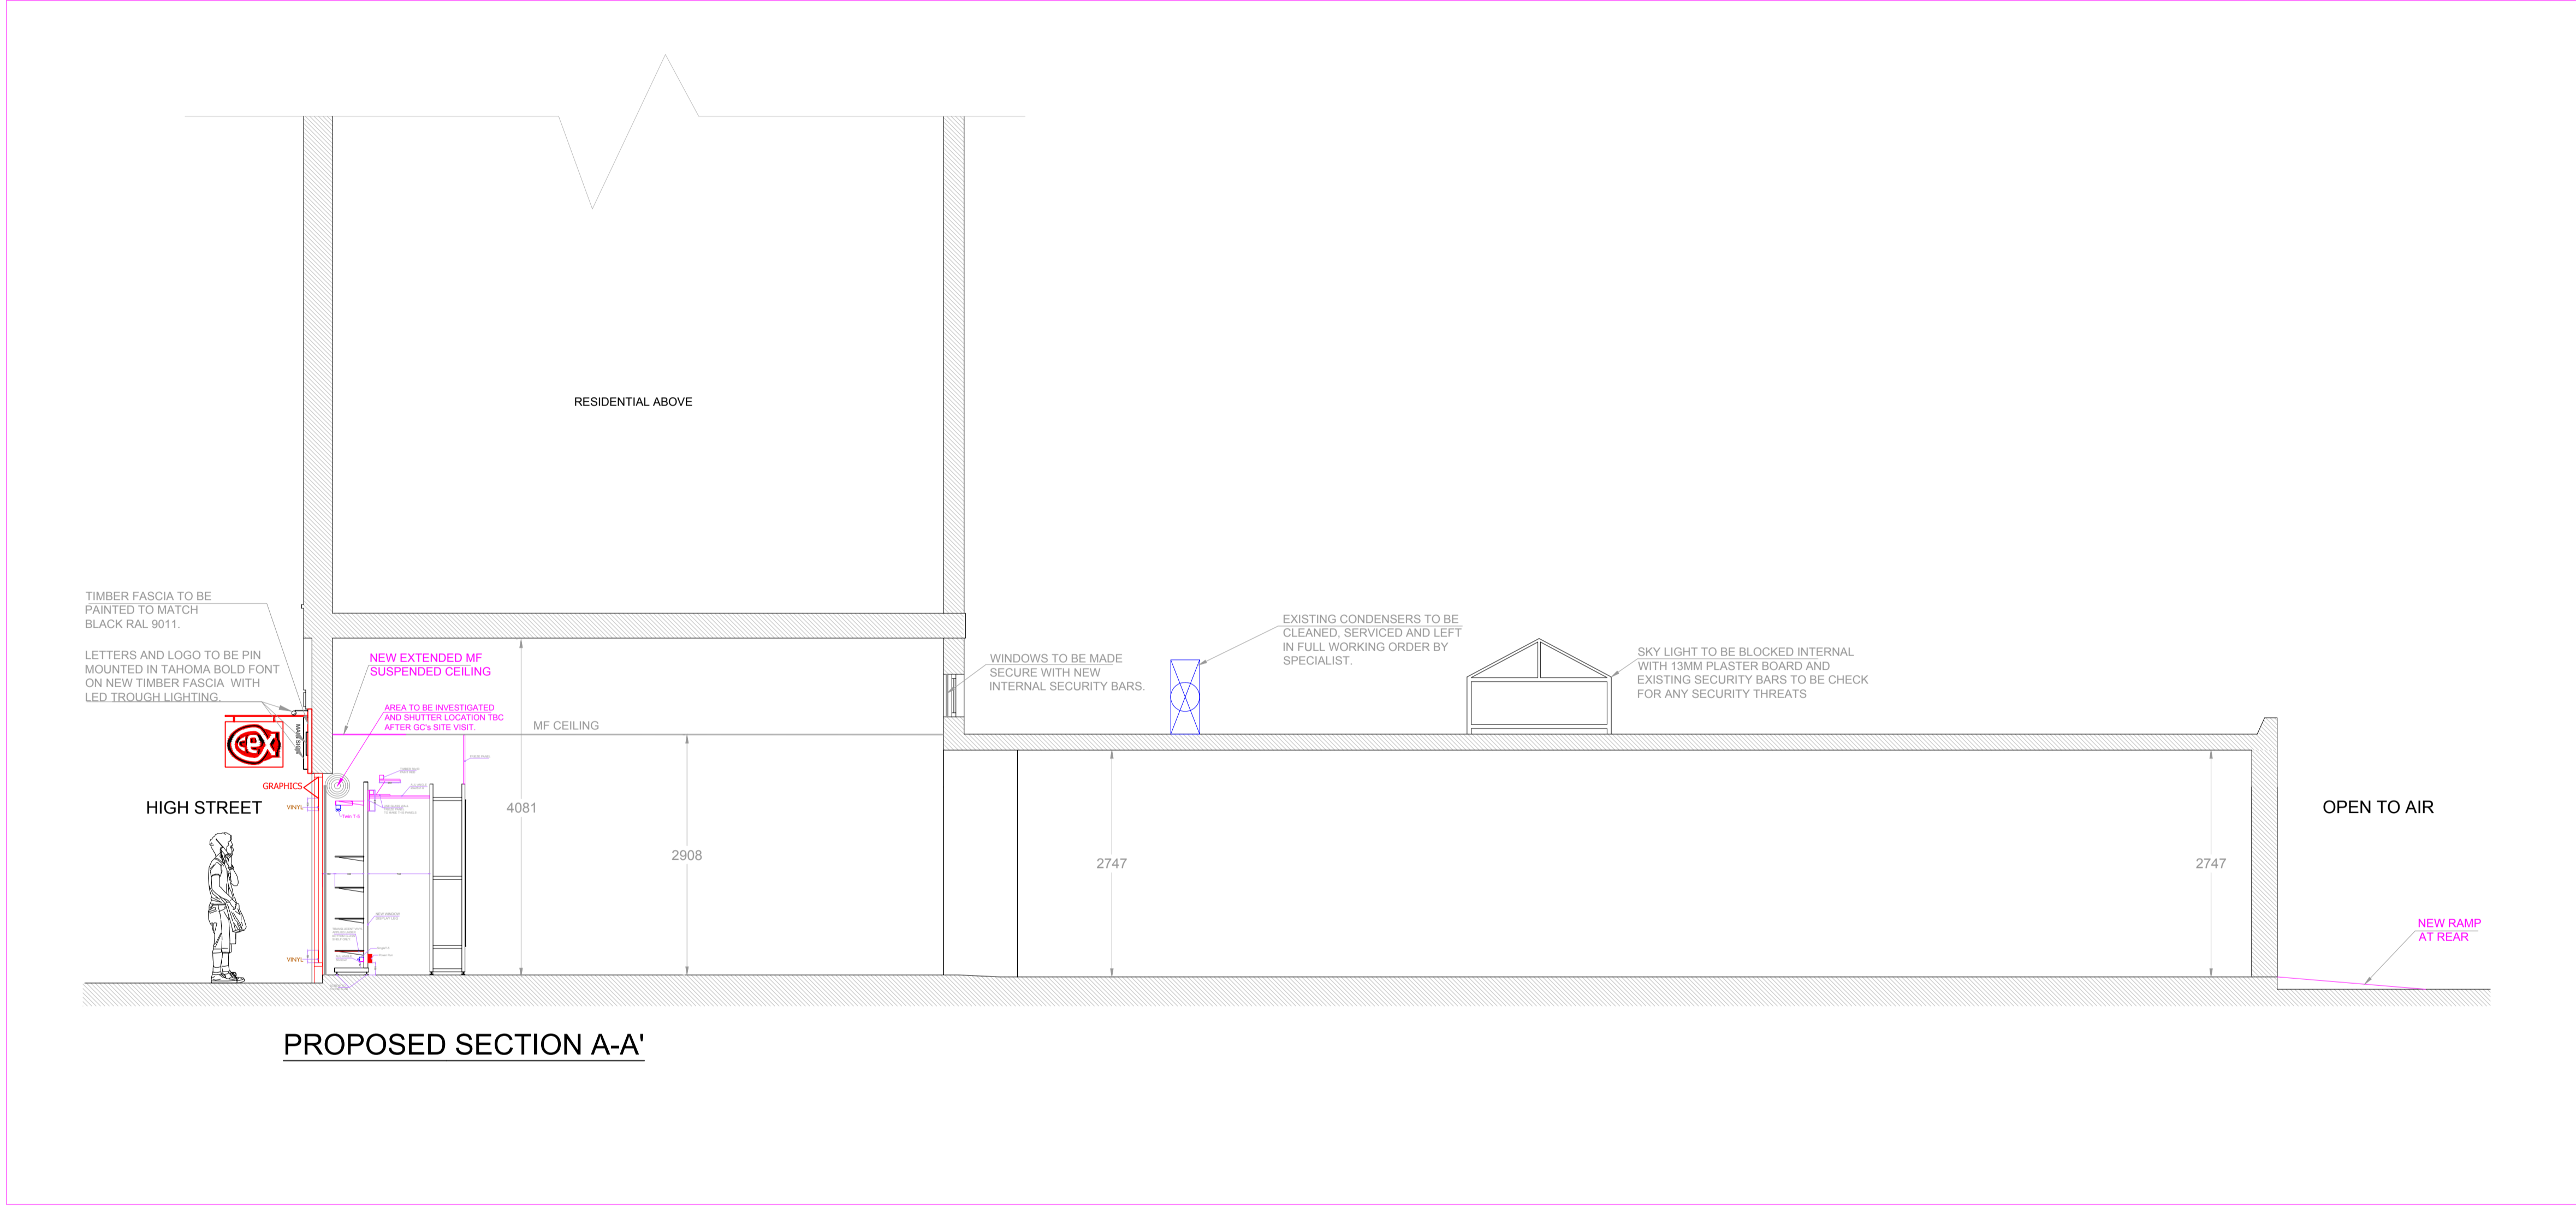 RESIDENTIAL ABOVE
TIMBER FASCIA TO BE
PAINTED TO MATCH
BLACK RAL 9011.
LETTERS AND LOGO TO BE PIN
MOUNTED IN TAHOMA BOLD FONT
ON NEW TIMBER FASCIA WITH
LED TROUGH LIGHTING.
NEW EXTENDED MF
SUSPENDED CEILING
AREA TO BE INVESTIGATED
AND SHUTTER LOCATION TBC
AFTER GC's SITE VISIT.
MF CEILING
WINDOWS TO BE MADE
SECURE WITH NEW
INTERNAL SECURITY BARS.
EXISTING CONDENSERS TO BE
CLEANED, SERVICED AND LEFT
IN FULL WORKING ORDER BY
SPECIALIST.
SKY LIGHT TO BE BLOCKED INTERNAL
WITH 13MM PLASTER BOARD AND
EXISTING SECURITY BARS TO BE CHECK
FOR ANY SECURITY THREATS
cex
MAIN SIGN
GRAPHICS
VINYL
HIGH STREET
Twin T-5
4081
2908
2747
2747
OPEN TO AIR
VINYL
NEW RAMP
AT REAR
PROPOSED SECTION A-A'